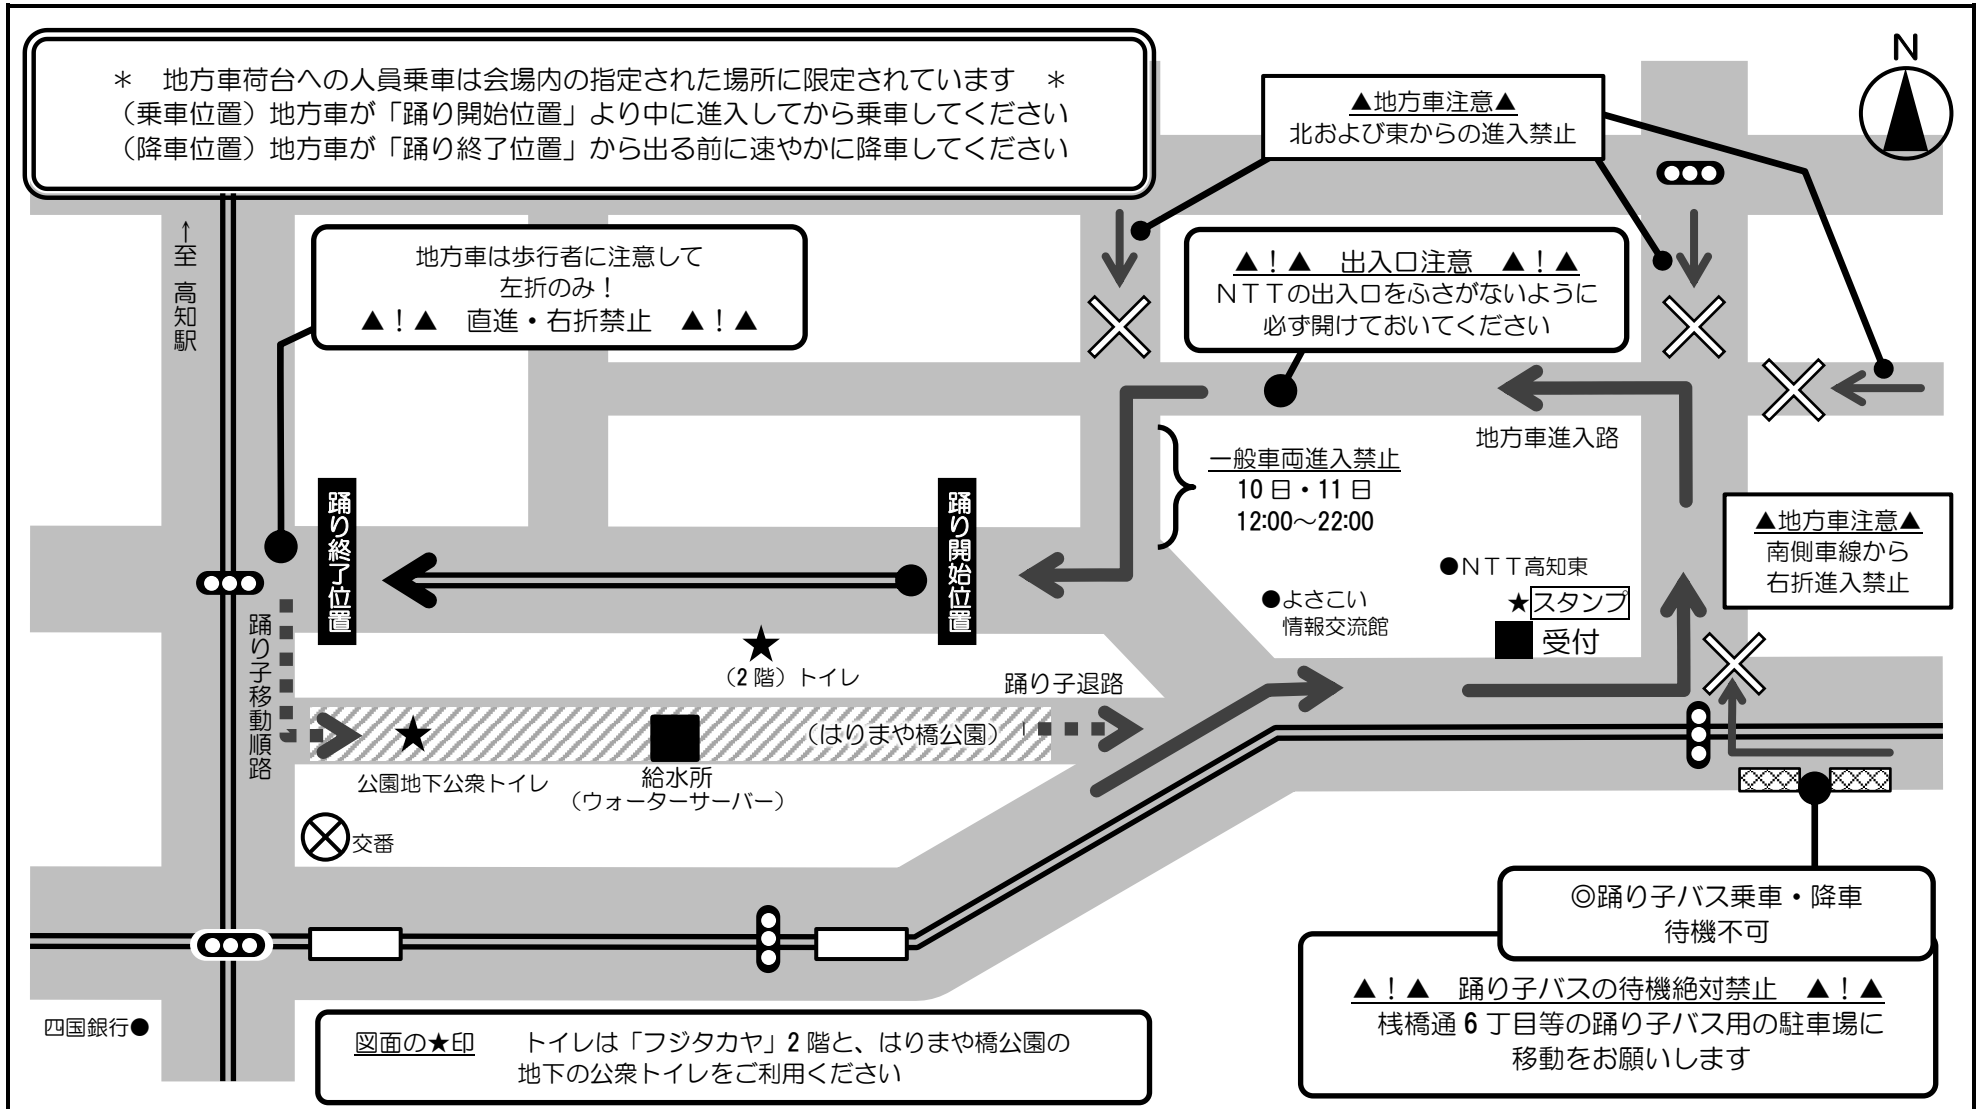 ＊　地方車荷台への人員乗車は会場内の指定された場所に限定されています　＊
（乗車位置）地方車が「踊り開始位置」より中に進入してから乗車してください
（降車位置）地方車が「踊り終了位置」から出る前に速やかに降車してください
▲地方車注意▲
北および東からの進入禁止
N
←至 高知駅
地方車は歩行者に注意して
左折のみ！
▲！▲　直進・右折禁止　▲！▲
▲！▲　出入口注意　▲！▲
ＮＴＴの出入口をふさがないように
必ず開けておいてください
地方車進入路
一般車両進入禁止
10日・11日
12:00～22:00
踊り終了位置
踊り開始位置
▲地方車注意▲
南側車線から
右折進入禁止
●ＮＴＴ高知東
★スタンプ
■受付
●よさこい
情報交流館
踊り子移動順路
★
（2階）トイレ
踊り子退路
（はりまや橋公園）
★
公園地下公衆トイレ
給水所
（ウォーターサーバー）
交番
◎踊り子バス乗車・降車
待機不可
▲！▲　踊り子バスの待機絶対禁止　▲！▲
桟橋通6丁目等の踊り子バス用の駐車場に
移動をお願いします
四国銀行●
図面の★印　トイレは「フジタカヤ」2階と、はりまや橋公園の
地下の公衆トイレをご利用ください